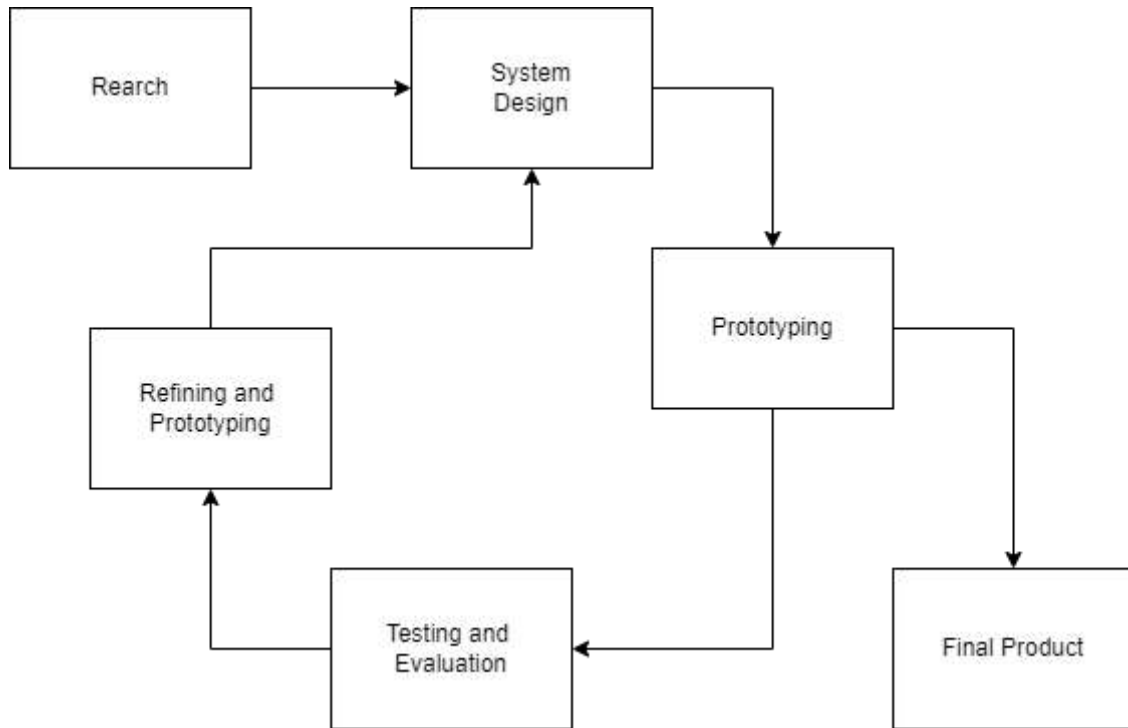 Rearch
System
Design
Prototyping
Refining and
Prototyping
Testing and
Evaluation
Final Product